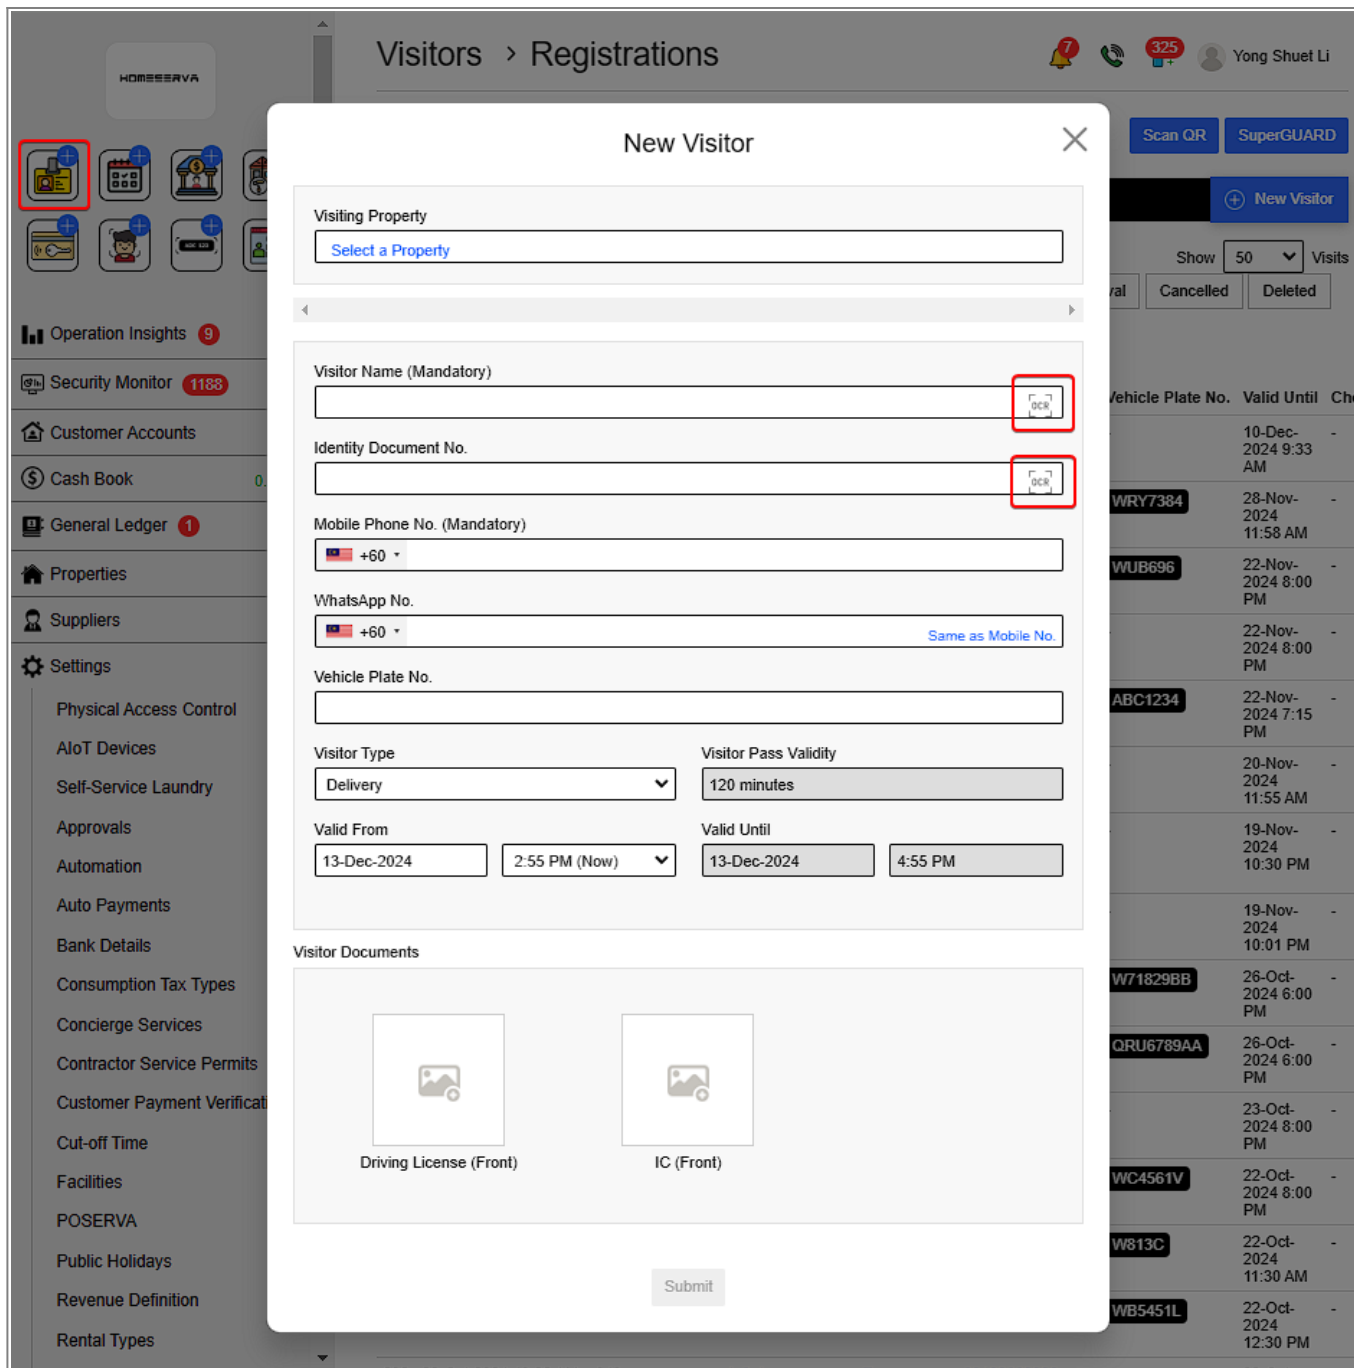 HOMESERVA
Visitors > Registrations
7
325
Yong Shuet Li
Scan QR
SuperGUARD
New Visitor
Show 50 Visits
val
Cancelled
Deleted
ABC 123
Operation Insights 9
Security Monitor 1188
Customer Accounts
Cash Book 0.
General Ledger 1
Properties
Suppliers
Settings
Physical Access Control
AIoT Devices
Self-Service Laundry
Approvals
Automation
Auto Payments
Bank Details
Consumption Tax Types
Concierge Services
Contractor Service Permits
Customer Payment Verificati
Cut-off Time
Facilities
POSERVA
Public Holidays
Revenue Definition
Rental Types
New Visitor
Visiting Property
Select a Property
Visitor Name (Mandatory)
OCR
Identity Document No.
OCR
Mobile Phone No. (Mandatory)
+60
WhatsApp No.
+60
Same as Mobile No.
Vehicle Plate No.
Visitor Type
Visitor Pass Validity
Delivery
120 minutes
Valid From
Valid Until
13-Dec-2024
2:55 PM (Now)
13-Dec-2024
4:55 PM
Visitor Documents
Driving License (Front)
IC (Front)
Submit
Vehicle Plate No. Valid Until Che
10-Dec-
2024 9:33
AM
-
WRY7384
28-Nov-
2024
11:58 AM
-
WUB696
22-Nov-
2024 8:00
PM
-
22-Nov-
2024 8:00
PM
-
ABC1234
22-Nov-
2024 7:15
PM
-
20-Nov-
2024
11:55 AM
-
19-Nov-
2024
10:30 PM
-
19-Nov-
2024
10:01 PM
-
W71829BB
26-Oct-
2024 6:00
PM
-
QRU6789AA
26-Oct-
2024 6:00
PM
-
23-Oct-
2024 8:00
PM
-
WC4561V
22-Oct-
2024 8:00
PM
-
W813C
22-Oct-
2024
11:30 AM
-
WB5451L
22-Oct-
2024
12:30 PM
-